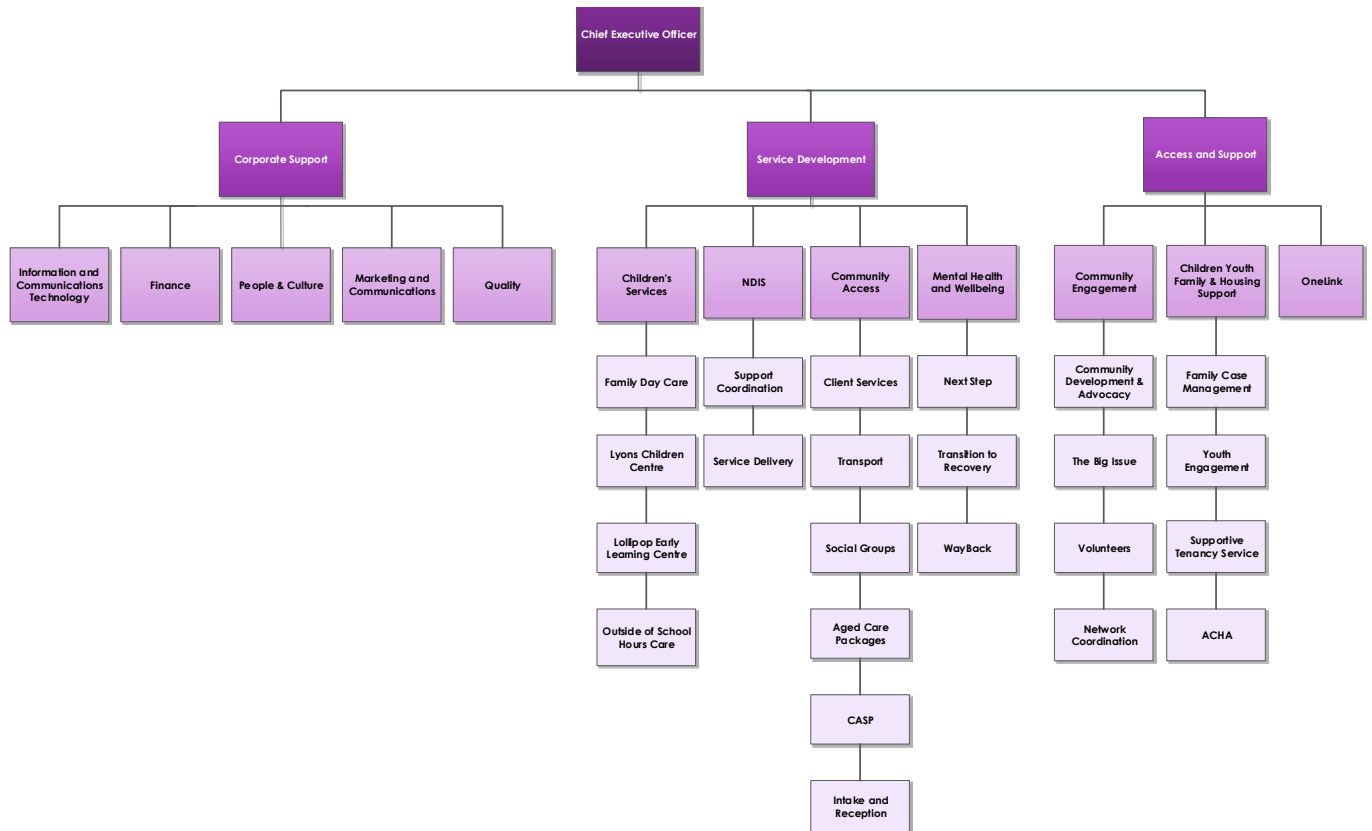 Chief Executive Officer
Corporate Support
Service Development
Access and Support
Information and
Communications
Technology
Finance
People & Culture
Marketing and
Communications
Quality
Children's
Services
NDIS
Community
Access
Mental Health
and Wellbeing
Community
Engagement
Children Youth
Family & Housing
Support
OneLink
Family Day Care
Support
Coordination
Client Services
Next Step
Community
Development &
Advocacy
Family Case
Management
Lyons Children
Centre
Service Delivery
Transport
Transition to
Recovery
The Big Issue
Youth
Engagement
Lollipop Early
Learning Centre
Social Groups
WayBack
Volunteers
Supportive
Tenancy Service
Outside of School
Hours Care
Aged Care
Packages
Network
Coordination
ACHA
CASP
Intake and
Reception